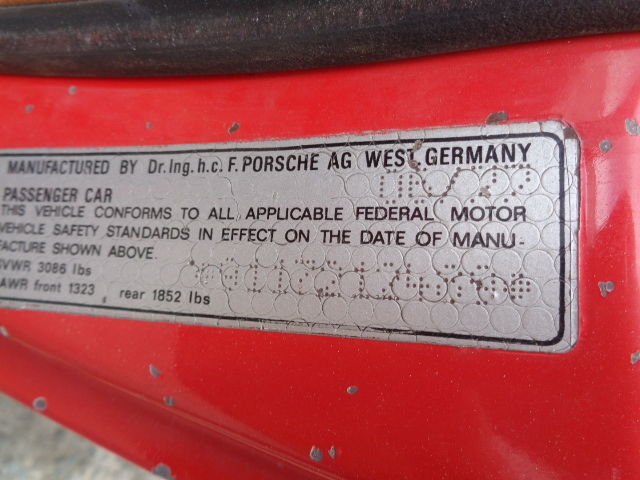 MANUFACTURED BY Dr.Ing.h.c.F.PORSCHE AG WEST GERMANY
PASSENGER CAR
THIS VEHICLE CONFORMS TO ALL APPLICABLE FEDERAL MOTOR
VEHICLE SAFETY STANDARDS IN EFFECT ON THE DATE OF MANU-
FACTURE SHOWN ABOVE.
GVWR 3086 lbs
AWR front 1323, rear 1852 lbs